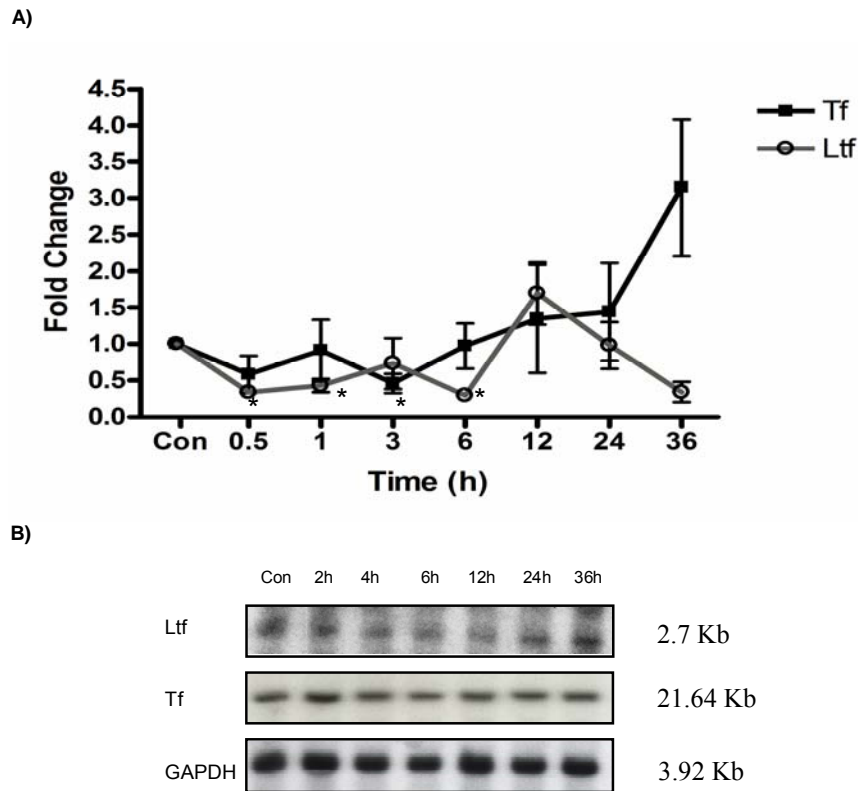 A)
4.5
4.0
3.5
3.0
2.5
2.0
1.5
1.0
0.5
0.0
Fold Change
Tf
Ltf
*
*
*
*
Con 0.5 1 3 6 12 24 36
Time (h)
B)
Con 2h 4h 6h 12h 24h 36h
Ltf 2.7 Kb
Tf 21.64 Kb
GAPDH 3.92 Kb